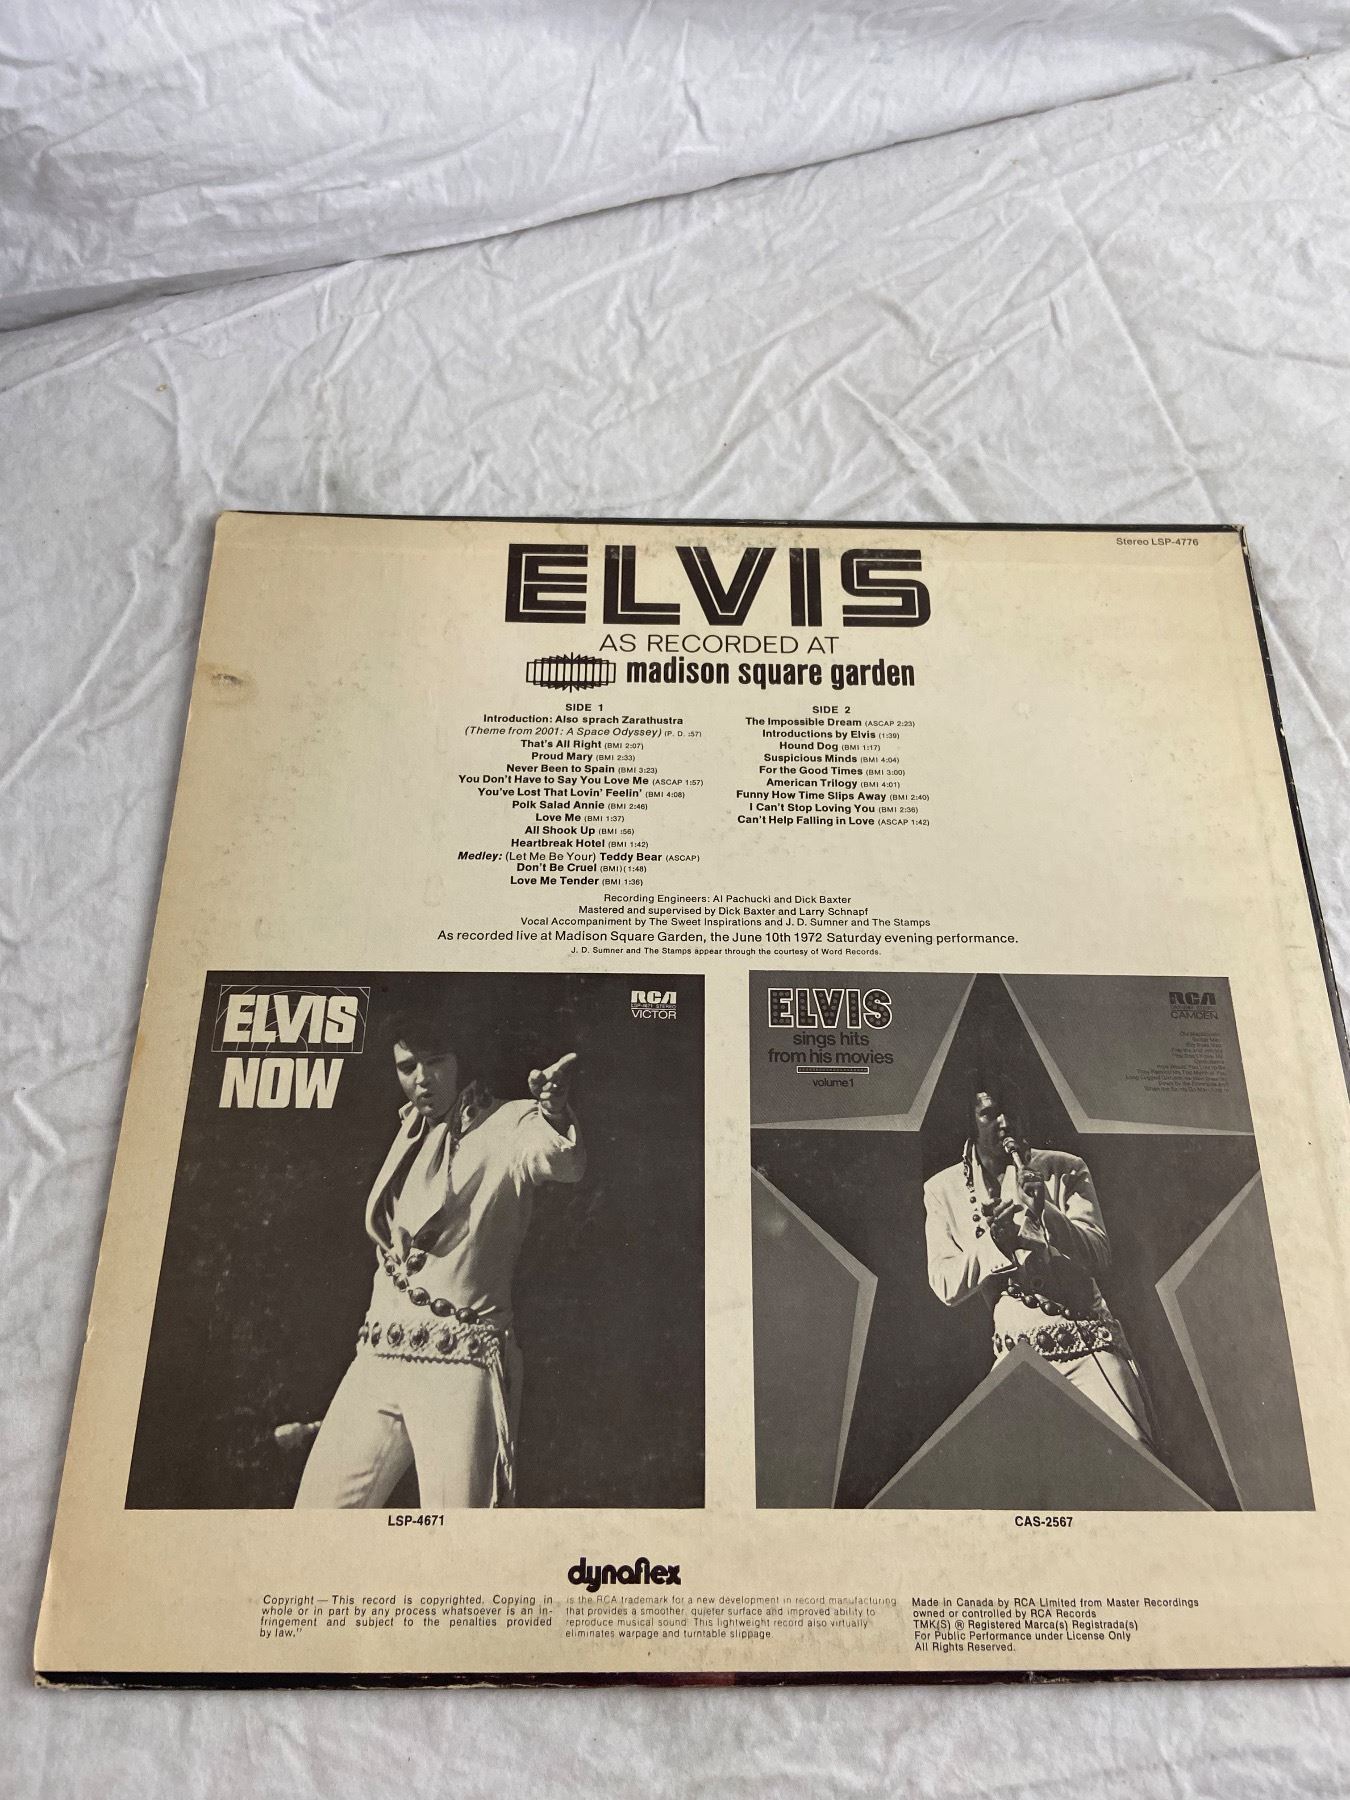 Stereo LSP-4776
ELVIS
AS RECORDED AT
madison square garden
SIDE 1
Introduction: Also sprach Zarathustra
(Theme from 2001: A Space Odyssey) (P. D. :57)
That's All Right (BMI 2:07)
Proud Mary (BMI 2:33)
Never Been to Spain (BMI 3:23)
You Don't Have to Say You Love Me (ASCAP 1:57)
You've Lost That Lovin' Feelin' (BMI 4:08)
Polk Salad Annie (BMI 2:46)
Love Me (BMI 1:37)
All Shook Up (BMI :56)
Heartbreak Hotel (BMI 1:42)
Medley: (Let Me Be Your) Teddy Bear (ASCAP)
Don't Be Cruel (BMI)(1:48)
Love Me Tender (BMI 1:36)
SIDE 2
The Impossible Dream (ASCAP 2:23)
Introductions by Elvis (1:39)
Hound Dog (BMI 1:17)
Suspicious Minds (BMI 4:04)
For the Good Times (BMI 3:00)
American Trilogy (BMI 4:01)
Funny How Time Slips Away (BMI 2:40)
I Can't Stop Loving You (BMI 2:36)
Can't Help Falling in Love (ASCAP 1:42)
Recording Engineers: Al Pachucki and Dick Baxter
Mastered and supervised by Dick Baxter and Larry Schnapf
Vocal Accompaniment by The Sweet Inspirations and J. D. Sumner and The Stamps
As recorded live at Madison Square Garden, the June 10th 1972 Saturday evening performance.
J. D. Sumner and The Stamps appear through the courtesy of Word Records.
ELVIS
NOW
RCA
LSP-4671 STEREO
VICTOR
LSP-4671
ELVIS
sings hits
from his movies
volume 1
RCA
CAMDEN
CAS-2567
dynaflex
Copyright — This record is copyrighted. Copying in
whole or in part by any process whatsoever is an in-
fringement and subject to the penalties provided
by law."
is the RCA trademark for a new development in record manufacturing
that provides a smoother, quieter surface and improved ability to
reproduce musical sound. This lightweight record also virtually
eliminates warpage and turntable slippage.
Made in Canada by RCA Limited from Master Recordings
owned or controlled by RCA Records
TMK(S) ® Registered Marca(s) Registrada(s)
For Public Performance under License Only
All Rights Reserved.